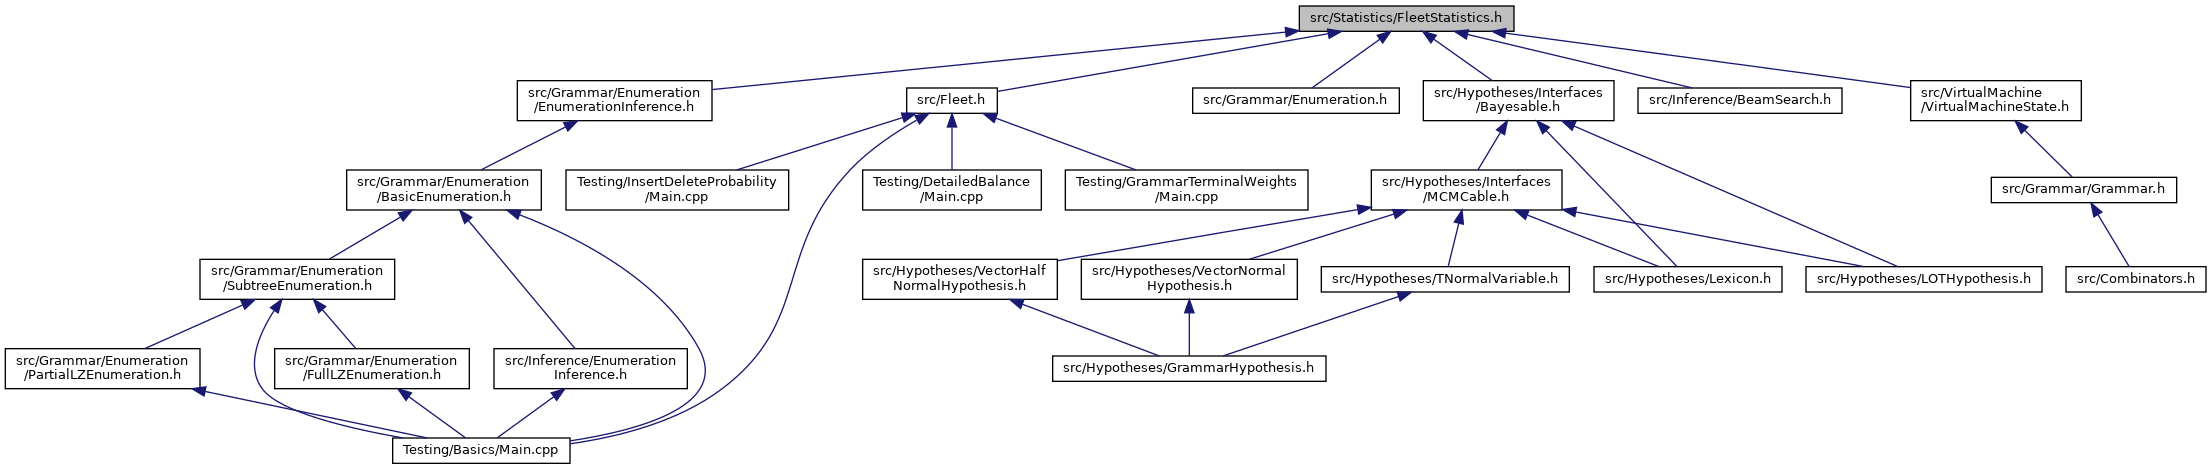 src/Statistics/FleetStatistics.h
src/Grammar/Enumeration
/EnumerationInference.h
src/Fleet.h
src/Grammar/Enumeration.h
src/Hypotheses/Interfaces
/Bayesable.h
src/Inference/BeamSearch.h
src/VirtualMachine
/VirtualMachineState.h
src/Grammar/Enumeration
/BasicEnumeration.h
Testing/InsertDeleteProbability
/Main.cpp
Testing/DetailedBalance
/Main.cpp
Testing/GrammarTerminalWeights
/Main.cpp
src/Hypotheses/Interfaces
/MCMCable.h
src/Grammar/Grammar.h
src/Grammar/Enumeration
/SubtreeEnumeration.h
src/Hypotheses/VectorHalf
NormalHypothesis.h
src/Hypotheses/VectorNormal
Hypothesis.h
src/Hypotheses/TNormalVariable.h
src/Hypotheses/Lexicon.h
src/Hypotheses/LOTHypothesis.h
src/Combinators.h
src/Grammar/Enumeration
/PartialLZEnumeration.h
src/Grammar/Enumeration
/FullLZEnumeration.h
src/Inference/Enumeration
Inference.h
src/Hypotheses/GrammarHypothesis.h
Testing/Basics/Main.cpp